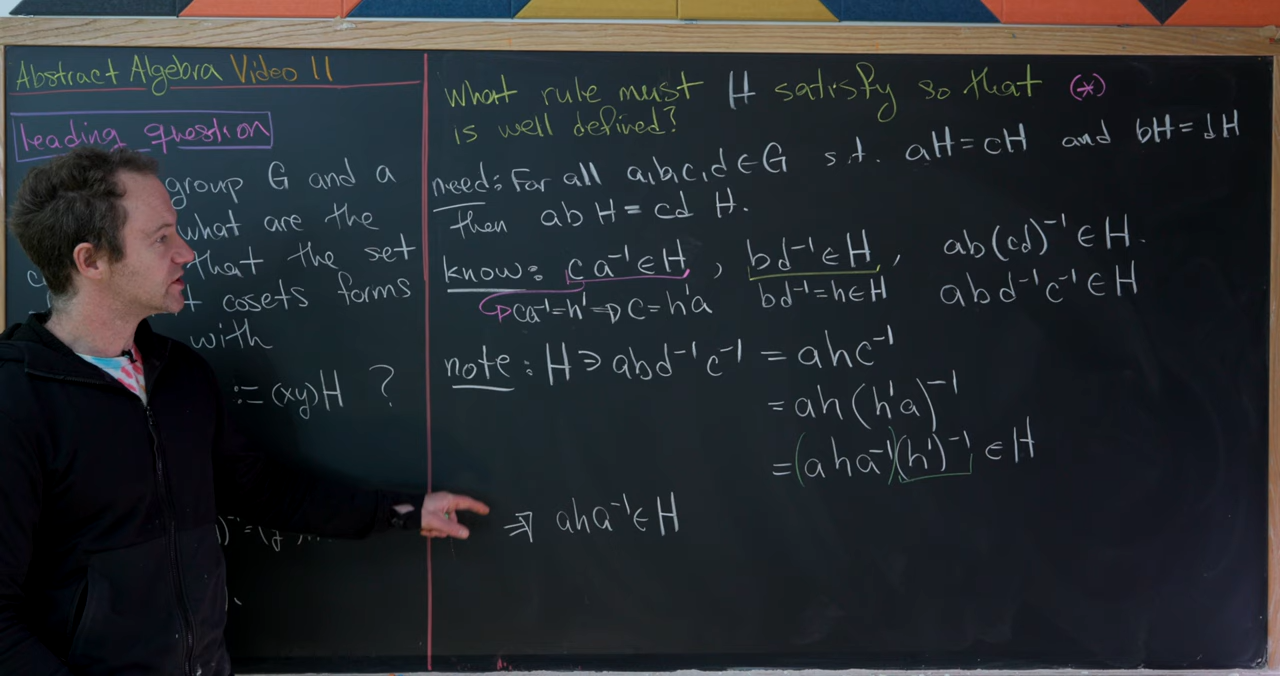 Abstract Algebra Video 11
leading question
group G and a
what are the
that the set
cosets forms
with
:= (xy)H ?
What rule must H satisfy so that (*)
is well defined?
need: For all a,b,c,d ∈ G s.t. aH = cH and bH = dH
then ab H = cd H.
know: c a⁻¹ ∈ H , bd⁻¹ ∈ H , ab(cd)⁻¹ ∈ H.
ca⁻¹ = h' ⇒ c = h'a bd⁻¹ = h ∈ H abd⁻¹c⁻¹ ∈ H
note: H ∋ abd⁻¹c⁻¹ = ahc⁻¹
= ah(h'a)⁻¹
= (aha⁻¹)(h')⁻¹ ∈ H
⇒ aha⁻¹ ∈ H